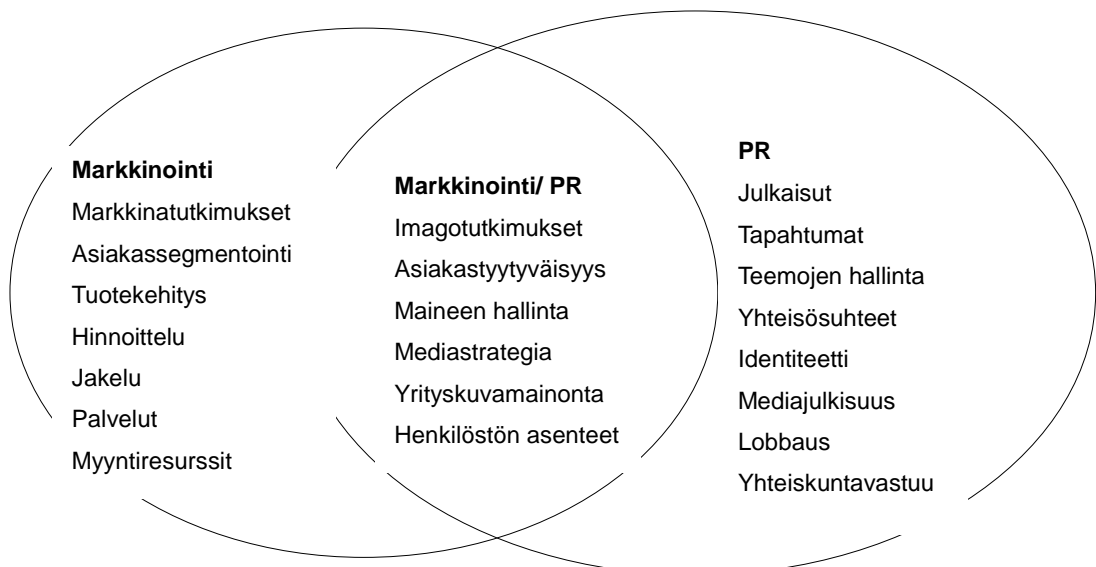 Markkinointi
Markkinatutkimukset
Asiakassegmentointi
Tuotekehitys
Hinnoittelu
Jakelu
Palvelut
Myyntiresurssit
Markkinointi/ PR
Imagotutkimukset
Asiakastyytyväisyys
Maineen hallinta
Mediastrategia
Yrityskuvamainonta
Henkilöstön asenteet
PR
Julkaisut
Tapahtumat
Teemojen hallinta
Yhteisösuhteet
Identiteetti
Mediajulkisuus
Lobbaus
Yhteiskuntavastuu